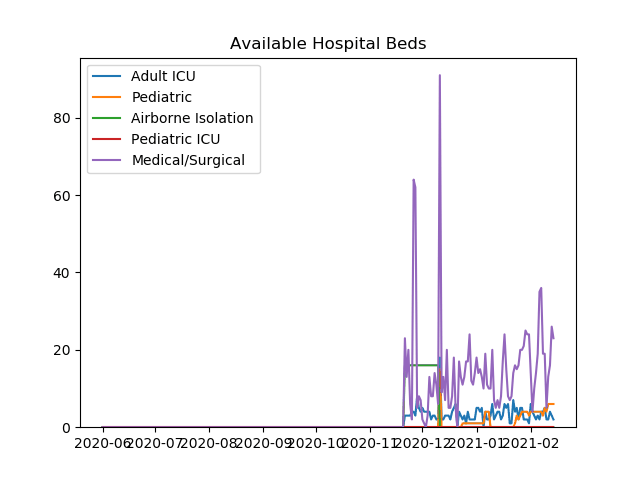 Available Hospital Beds
Adult ICU
Pediatric
Airborne Isolation
Pediatric ICU
Medical/Surgical
80
60
40
20
0
2020-06 2020-07 2020-08 2020-09 2020-10 2020-11 2020-12 2021-01 2021-02